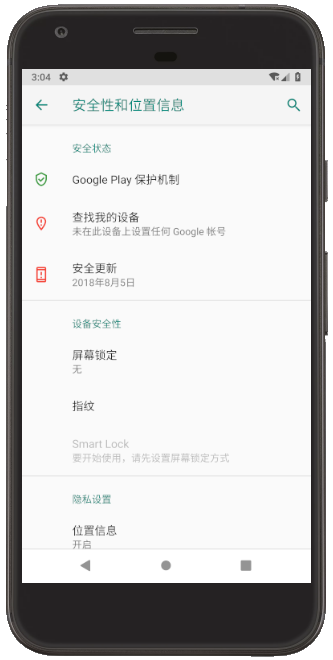 3:04
安全性和位置信息
安全状态
Google Play 保护机制
查找我的设备
未在此设备上设置任何 Google 帐号
安全更新
2018年8月5日
设备安全性
屏幕锁定
无
指纹
Smart Lock
要开始使用，请先设置屏幕锁定方式
隐私设置
位置信息
开启